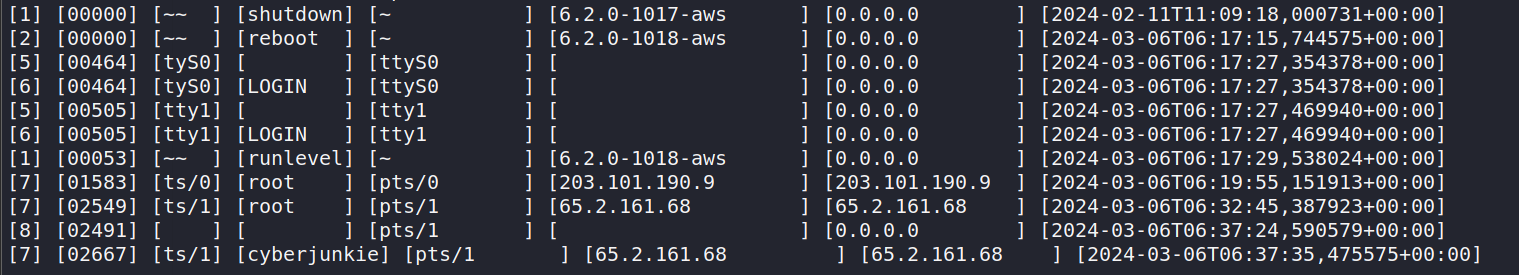 [1] [00000] [~~  ] [shutdown] [~           ] [6.2.0-1017-aws      ] [0.0.0.0        ] [2024-02-11T11:09:18,000731+00:00]
[2] [00000] [~~  ] [reboot  ] [~           ] [6.2.0-1018-aws      ] [0.0.0.0        ] [2024-03-06T06:17:15,744575+00:00]
[5] [00464] [tyS0] [        ] [ttyS0       ] [                    ] [0.0.0.0        ] [2024-03-06T06:17:27,354378+00:00]
[6] [00464] [tyS0] [LOGIN   ] [ttyS0       ] [                    ] [0.0.0.0        ] [2024-03-06T06:17:27,354378+00:00]
[5] [00505] [tty1] [        ] [tty1        ] [                    ] [0.0.0.0        ] [2024-03-06T06:17:27,469940+00:00]
[6] [00505] [tty1] [LOGIN   ] [tty1        ] [                    ] [0.0.0.0        ] [2024-03-06T06:17:27,469940+00:00]
[1] [00053] [~~  ] [runlevel] [~           ] [6.2.0-1018-aws      ] [0.0.0.0        ] [2024-03-06T06:17:29,538024+00:00]
[7] [01583] [ts/0] [root    ] [pts/0       ] [203.101.190.9       ] [203.101.190.9  ] [2024-03-06T06:19:55,151913+00:00]
[7] [02549] [ts/1] [root    ] [pts/1       ] [65.2.161.68         ] [65.2.161.68    ] [2024-03-06T06:32:45,387923+00:00]
[8] [02491] [    ] [        ] [pts/1       ] [                    ] [0.0.0.0        ] [2024-03-06T06:37:24,590579+00:00]
[7] [02667] [ts/1] [cyberjunkie] [pts/1       ] [65.2.161.68         ] [65.2.161.68    ] [2024-03-06T06:37:35,475575+00:00]